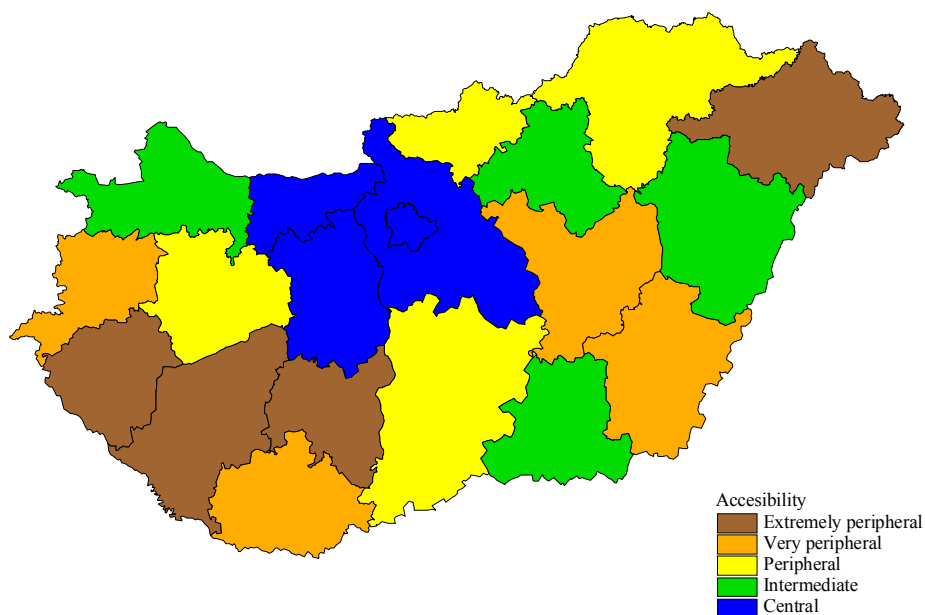 Accesibility
Extremely peripheral
Very peripheral
Peripheral
Intermediate
Central